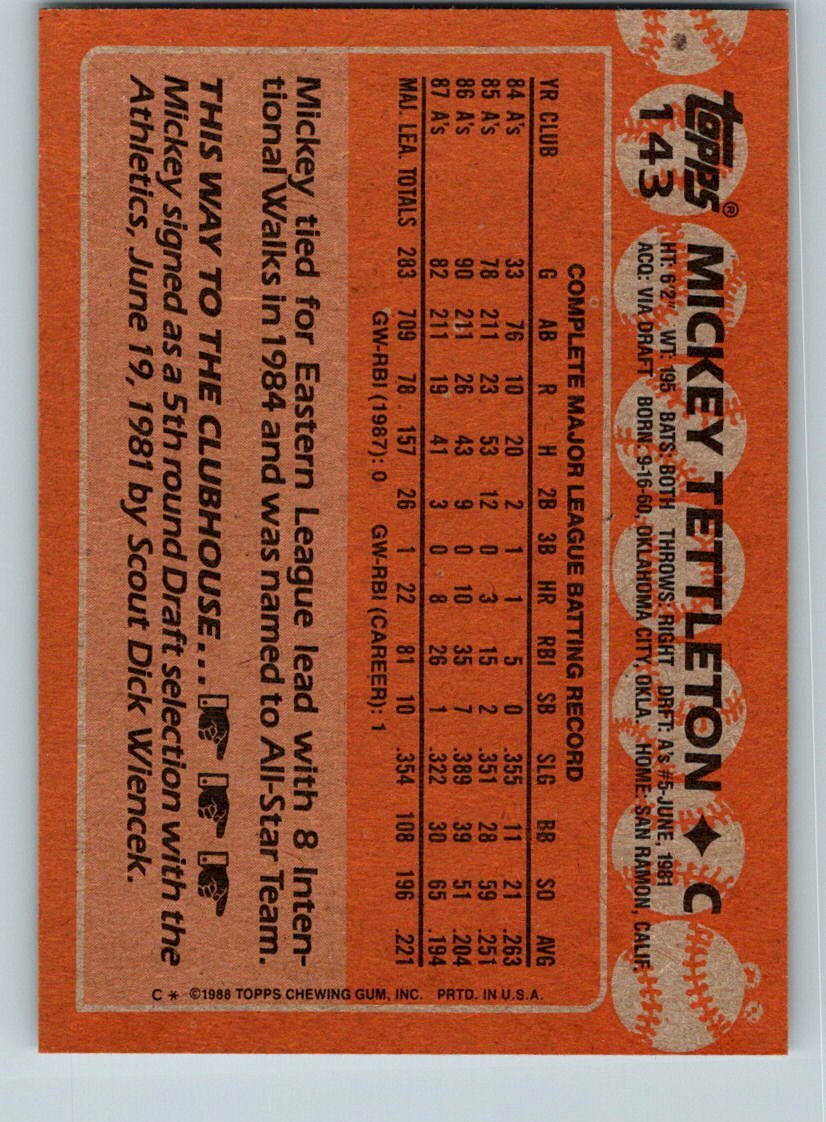 topps®
143
MICKEY TETTLETON ✦ C
HT: 6'2" WT: 195 BATS: BOTH THROWS: RIGHT DRFT: A's #5-JUNE, 1981
ACQ: VIA DRAFT BORN: 9-16-60, OKLAHOMA CITY, OKLA. HOME: SAN RAMON, CALIF.
COMPLETE MAJOR LEAGUE BATTING RECORD
YR CLUB G AB R H 2B 3B HR RBI SB SLG BB SO AVG
84 A's 33 76 10 20 2 1 1 5 0 .355 11 21 .263
85 A's 78 211 23 53 12 0 3 15 2 .351 28 59 .251
86 A's 90 211 26 43 9 0 10 35 7 .389 39 51 .204
87 A's 82 211 19 41 3 0 8 26 1 .322 30 65 .194
MAJ. LEA. TOTALS 283 709 78 157 26 1 22 81 10 .354 108 196 .221
GW-RBI (1987): 0 GW-RBI (CAREER): 1
Mickey tied for Eastern League lead with 8 Inten-
tional Walks in 1984 and was named to All-Star Team.
THIS WAY TO THE CLUBHOUSE...
Mickey signed as a 5th round Draft selection with the
Athletics, June 19, 1981 by Scout Dick Wiencek.
C * ©1988 TOPPS CHEWING GUM, INC. PRTD. IN U.S.A.